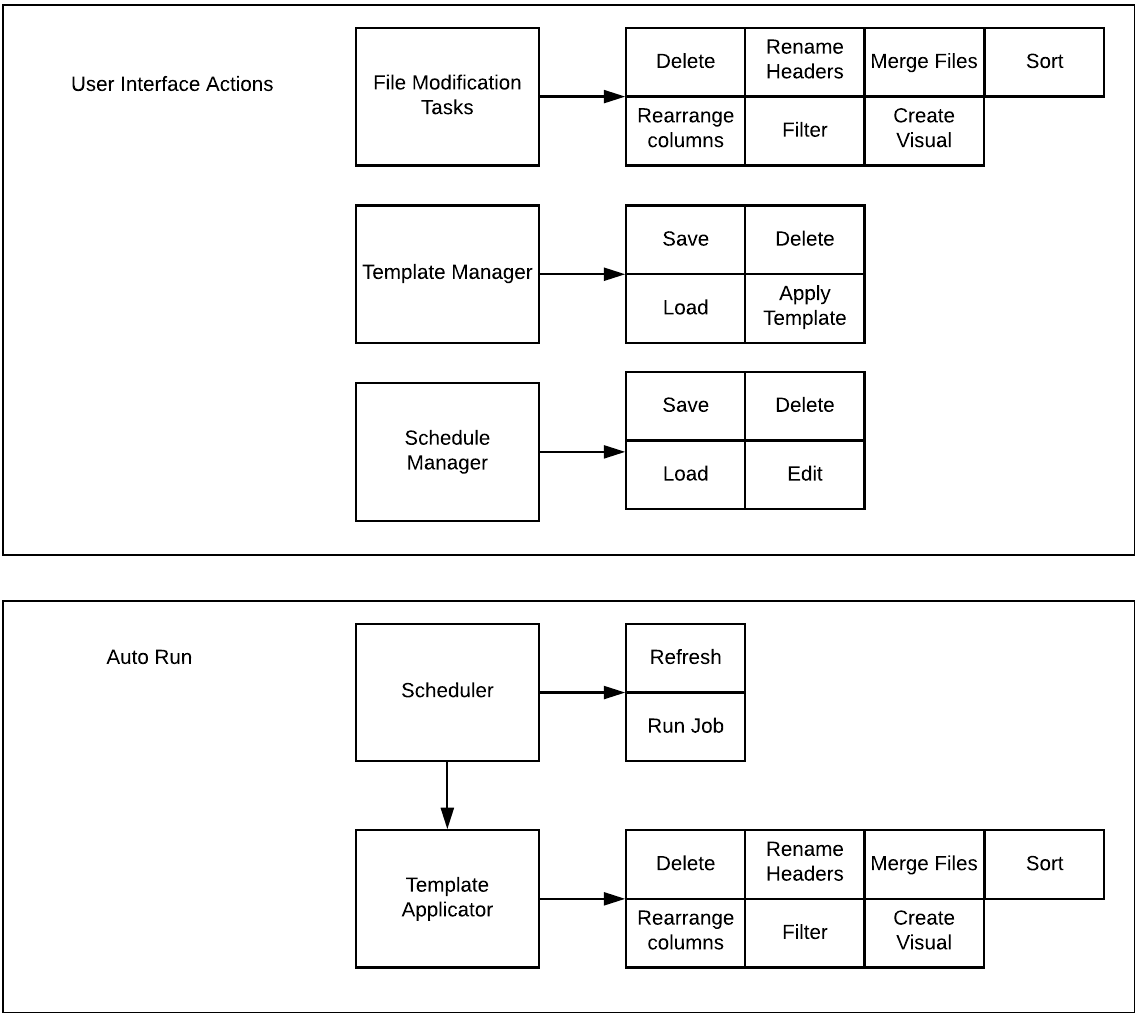 User Interface Actions
File Modification
Tasks
Delete
Rename
Headers
Merge Files
Sort
Rearrange
columns
Filter
Create
Visual
Template Manager
Save
Delete
Load
Apply
Template
Schedule
Manager
Save
Delete
Load
Edit
Auto Run
Scheduler
Refresh
Run Job
Template
Applicator
Delete
Rename
Headers
Merge Files
Sort
Rearrange
columns
Filter
Create
Visual